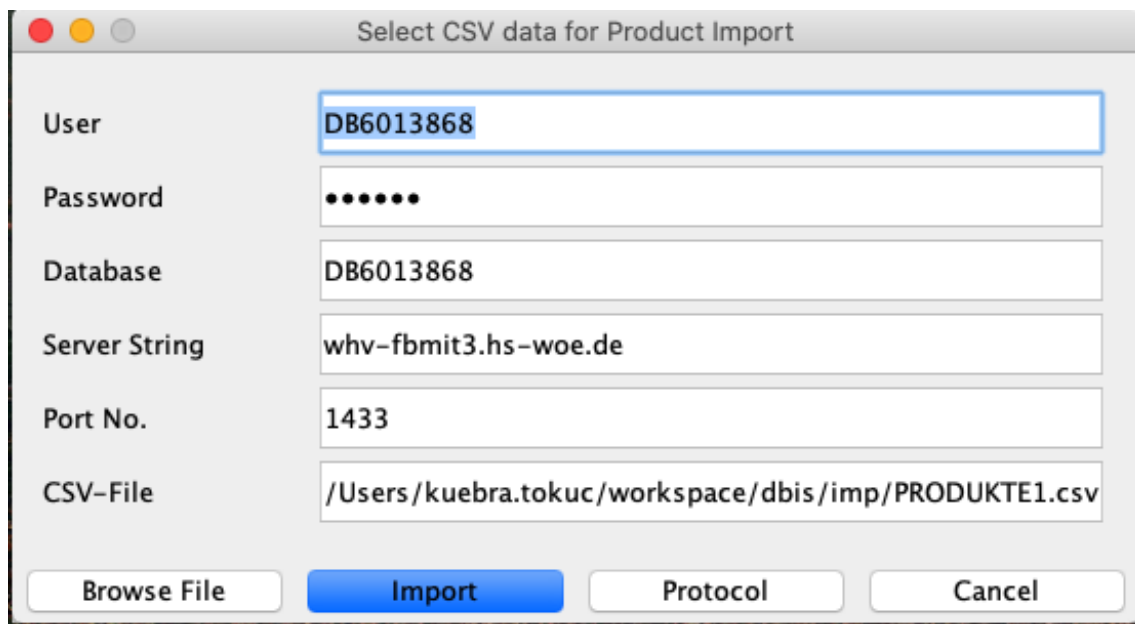 Select CSV data for Product Import
User DB6013868
Password ••••••
Database DB6013868
Server String whv-fbmit3.hs-woe.de
Port No. 1433
CSV-File /Users/kuebra.tokuc/workspace/dbis/imp/PRODUKTE1.csv
Browse File Import Protocol Cancel